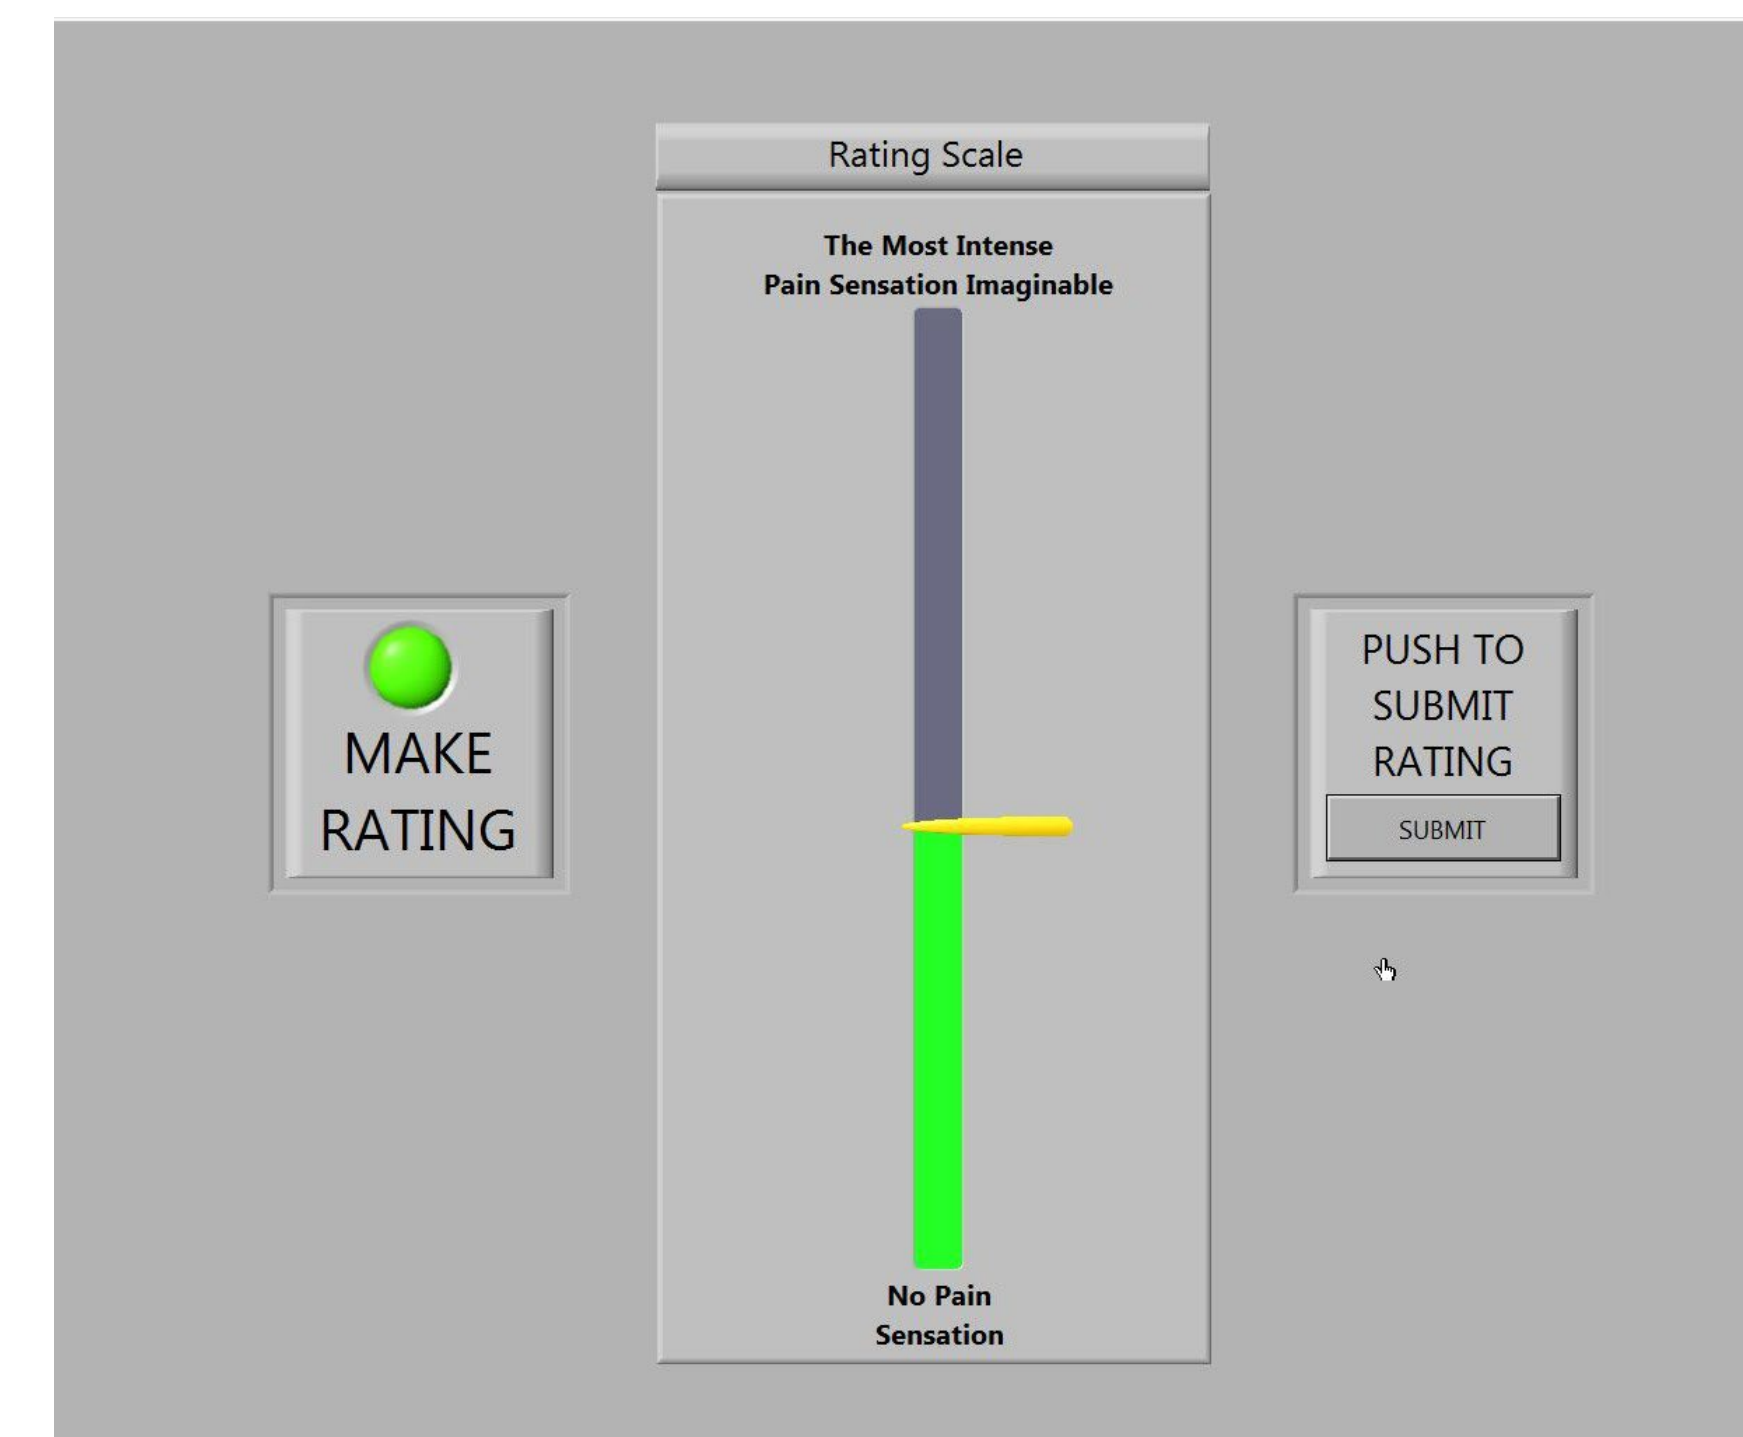 Rating Scale
The Most Intense
Pain Sensation Imaginable
MAKE
RATING
PUSH TO
SUBMIT
RATING
SUBMIT
No Pain
Sensation